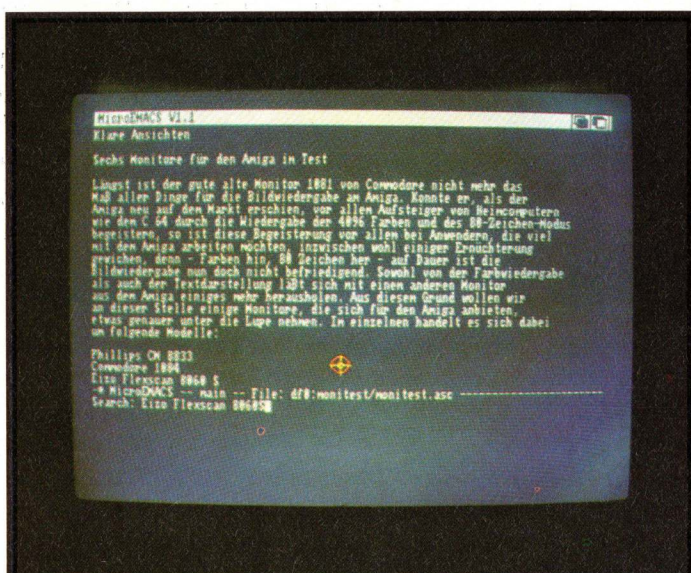 MicroEMACS V1.1
Klare Ansichten
Sechs Monitore für den Amiga im Test
Längst ist der gute alte Monitor 1081 von Commodore nicht mehr das
Maß aller Dinge für die Bildwiedergabe am Amiga. Konnte er, als der
Amiga neu auf den Markt erschien, vor allem Aufsteiger von Heimcomputern
wie dem C 64 durch die Wiedergabe der 4096 Farben und des 80-Zeichen-Modus
begeistern, so ist diese Begeisterung vor allem bei Anwendern, die viel
mit dem Amiga arbeiten möchten, inzwischen wohl einiger Ernüchterung
gewichen, denn - Farben hin, 80 Zeichen her - auf Dauer ist die
Bildwiedergabe nun doch nicht befriedigend. Sowohl von der Farbwiedergabe
als auch der Textdarstellung läßt sich mit einem anderen Monitor
aus dem Amiga einiges mehr herausholen. Aus diesem Grund wollen wir
an dieser Stelle einige Monitore, die sich für den Amiga anbieten,
etwas genauer unter die Lupe nehmen. Im einzelnen handelt es sich dabei
um folgende Modelle:
Phillips CM 8833
Commodore 1084
Eizo Flexscan 8060 S
-* MicroEMACS -- main -- File: df0:monitest/monitest.asc --------------------
Search: Eizo Flexscan 8060S